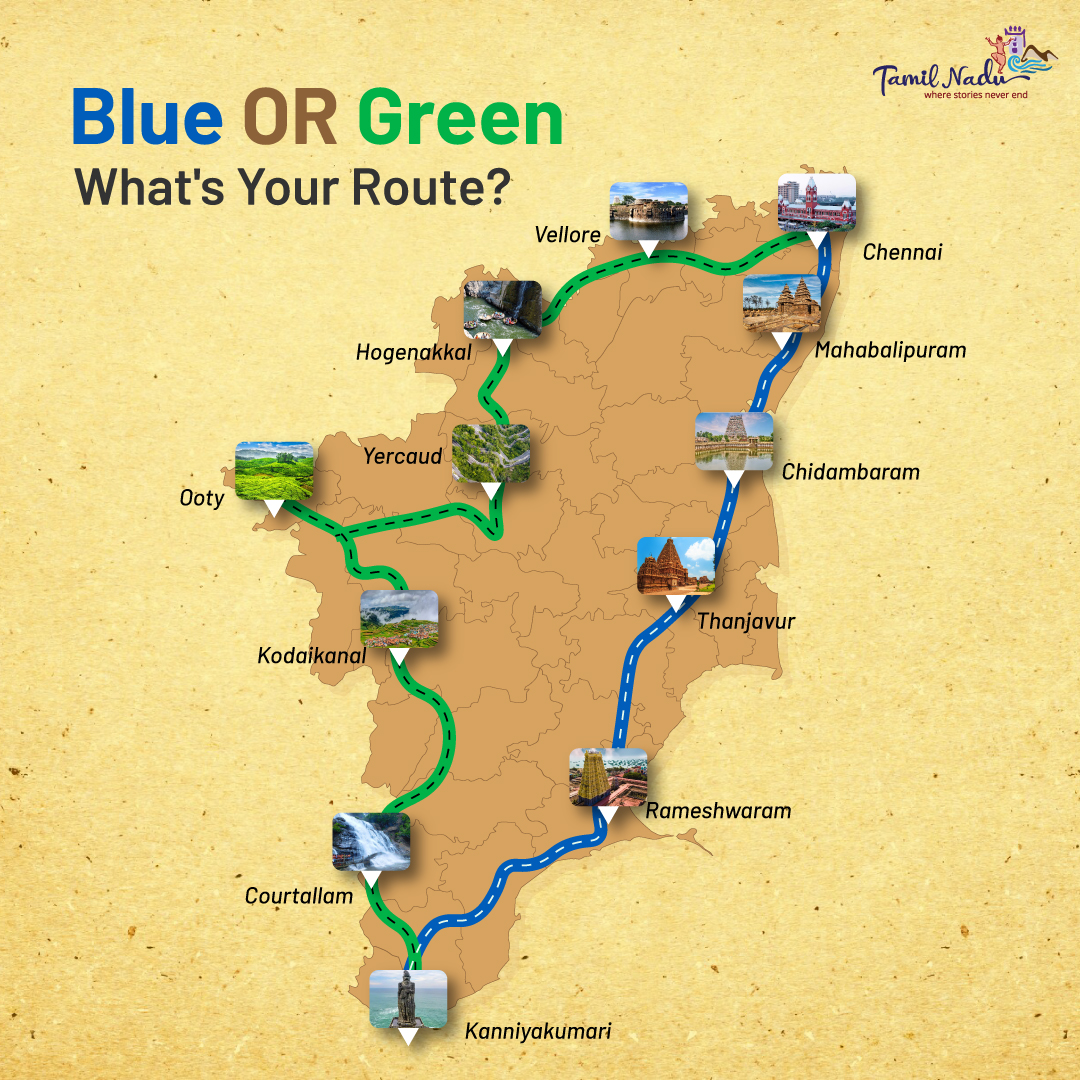 Tamil Nadu
where stories never end
Blue OR Green
What's Your Route?
Vellore
Chennai
Hogenakkal
Mahabalipuram
Yercaud
Chidambaram
Ooty
Thanjavur
Kodaikanal
Rameshwaram
Courtallam
Kanniyakumari